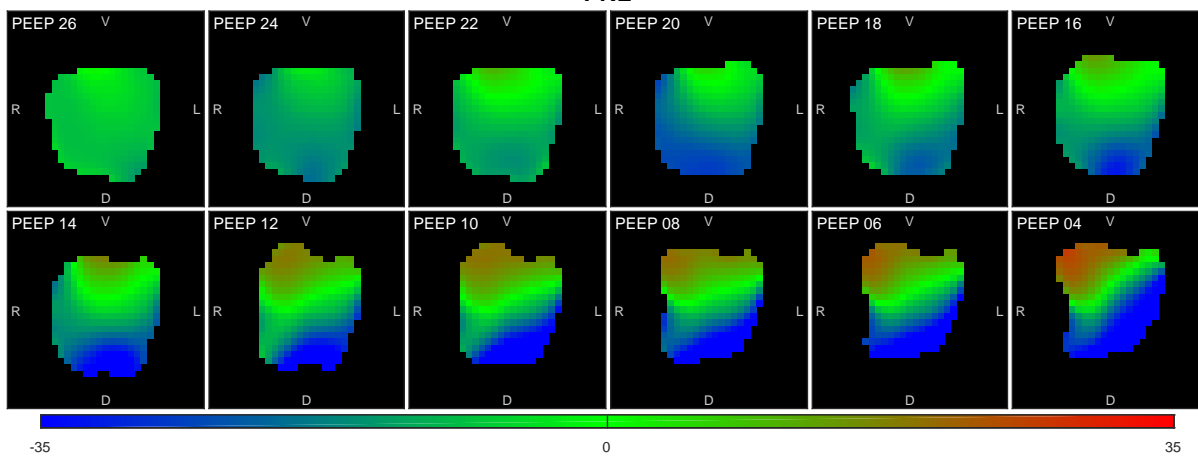 PEEP 26 V
R L
D
PEEP 24 V
R L
D
PEEP 22 V
R L
D
PEEP 20 V
R L
D
PEEP 18 V
R L
D
PEEP 16 V
R L
D
PEEP 14 V
R L
D
PEEP 12 V
R L
D
PEEP 10 V
R L
D
PEEP 08 V
R L
D
PEEP 06 V
R L
D
PEEP 04 V
R L
D
-35 0 35